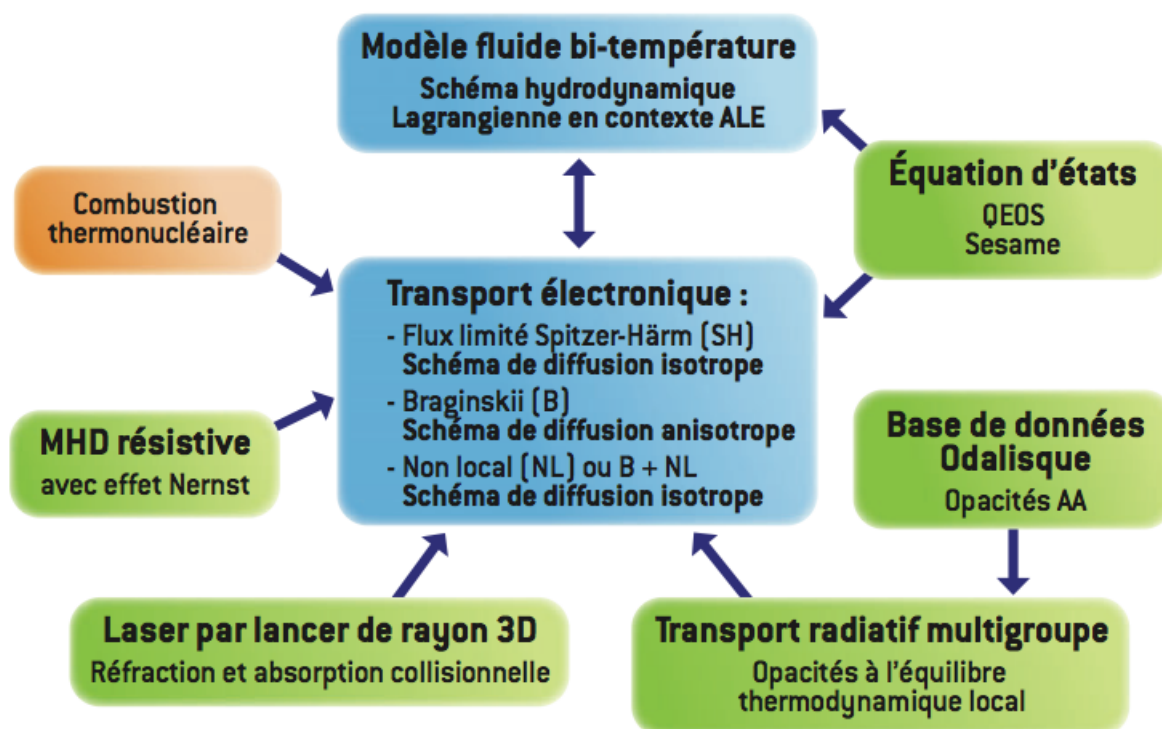 Modèle fluide bi-température
Schéma hydrodynamique
Lagrangienne en contexte ALE
Équation d'états
QEOS
Sesame
Combustion
thermonucléaire
Transport électronique :
- Flux limité Spitzer-Härm (SH)
Schéma de diffusion isotrope
- Braginskii (B)
Schéma de diffusion anisotrope
- Non local (NL) ou B + NL
Schéma de diffusion isotrope
MHD résistive
avec effet Nernst
Base de données
Odalisque
Opacités AA
Laser par lancer de rayon 3D
Réfraction et absorption collisionnelle
Transport radiatif multigroupe
Opacités à l'équilibre
thermodynamique local